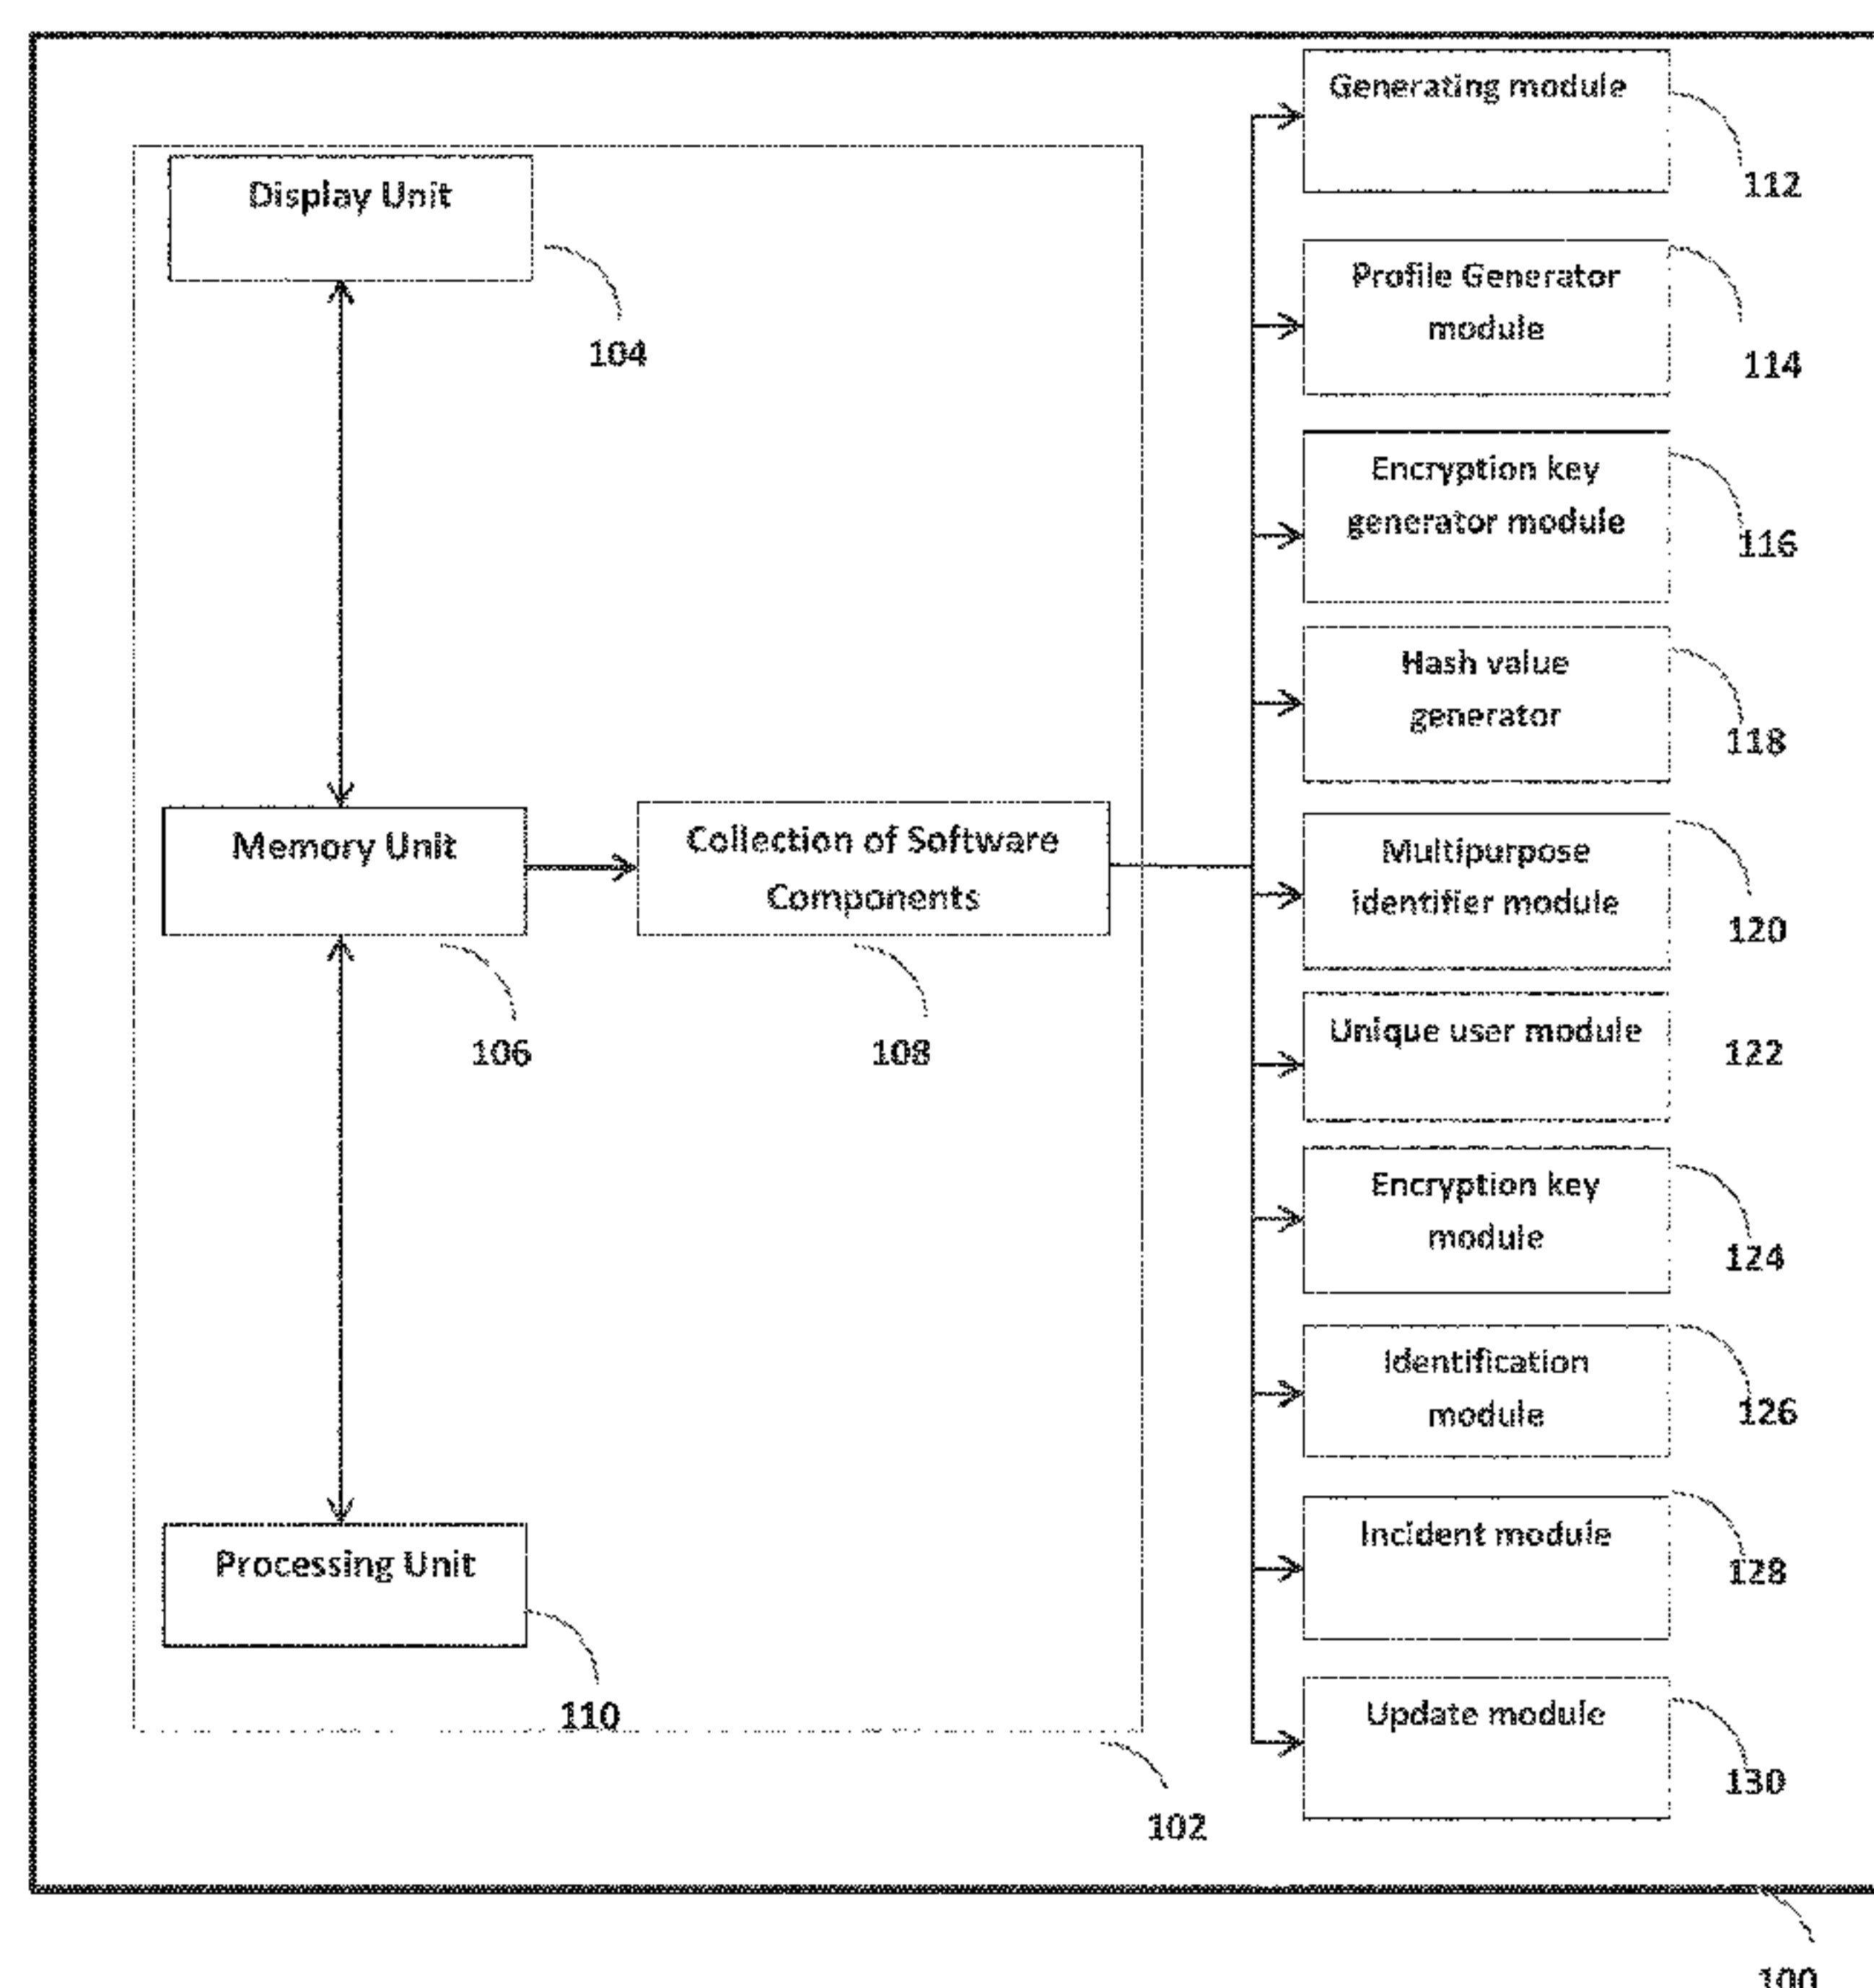 Generating module
112
Display Unit
104
Profile Generator
module
114
Encryption key
generator module
116
Hash value
generator
118
Memory Unit
106
Collection of Software
Components
108
Multipurpose
identifier module
120
Unique user module
122
Encryption key
module
124
Identification
module
126
Processing Unit
110
Incident module
128
Update module
130
102
100